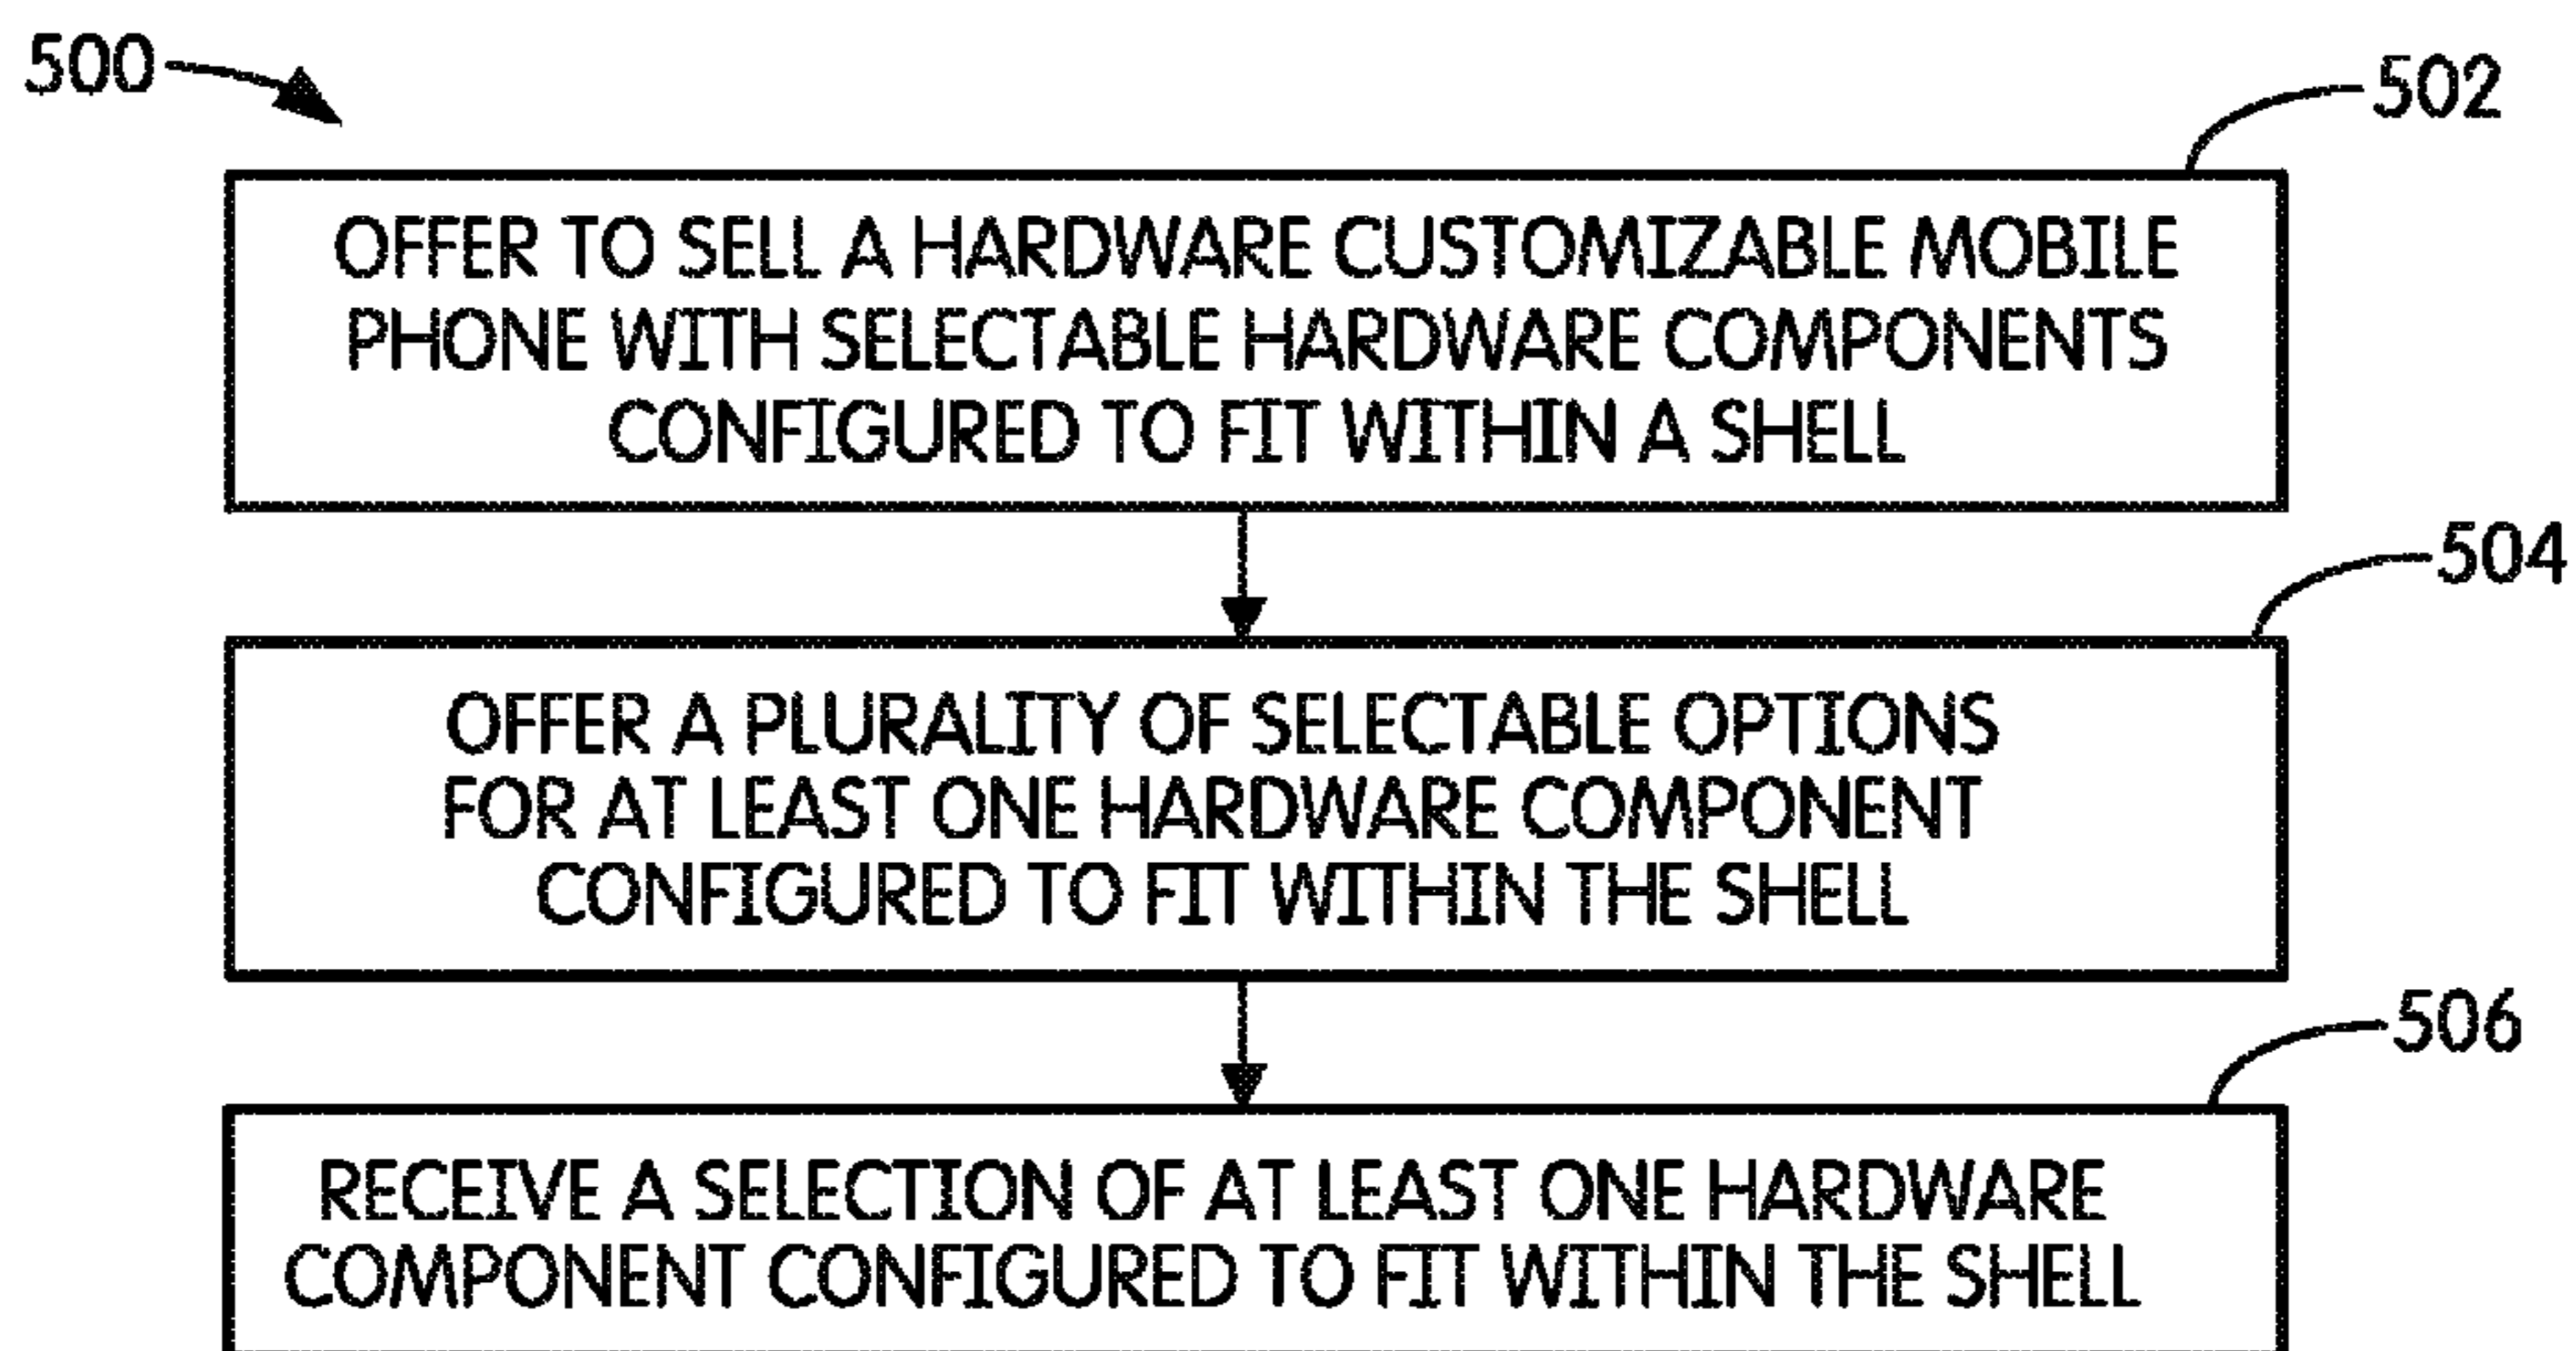 500
502
OFFER TO SELL A HARDWARE CUSTOMIZABLE MOBILE
PHONE WITH SELECTABLE HARDWARE COMPONENTS
CONFIGURED TO FIT WITHIN A SHELL
504
OFFER A PLURALITY OF SELECTABLE OPTIONS
FOR AT LEAST ONE HARDWARE COMPONENT
CONFIGURED TO FIT WITHIN THE SHELL
506
RECEIVE A SELECTION OF AT LEAST ONE HARDWARE
COMPONENT CONFIGURED TO FIT WITHIN THE SHELL